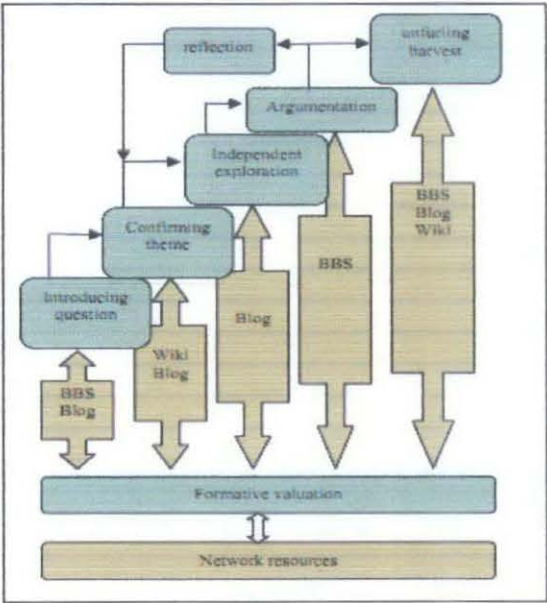 unfurling
harvest
reflection
Argumentation
Independent
exploration
Confirming
theme
Introducing
question
BBS
Blog
Wiki
Blog
Blog
BBS
BBS
Blog
Wiki
Formative valuation
Network resources